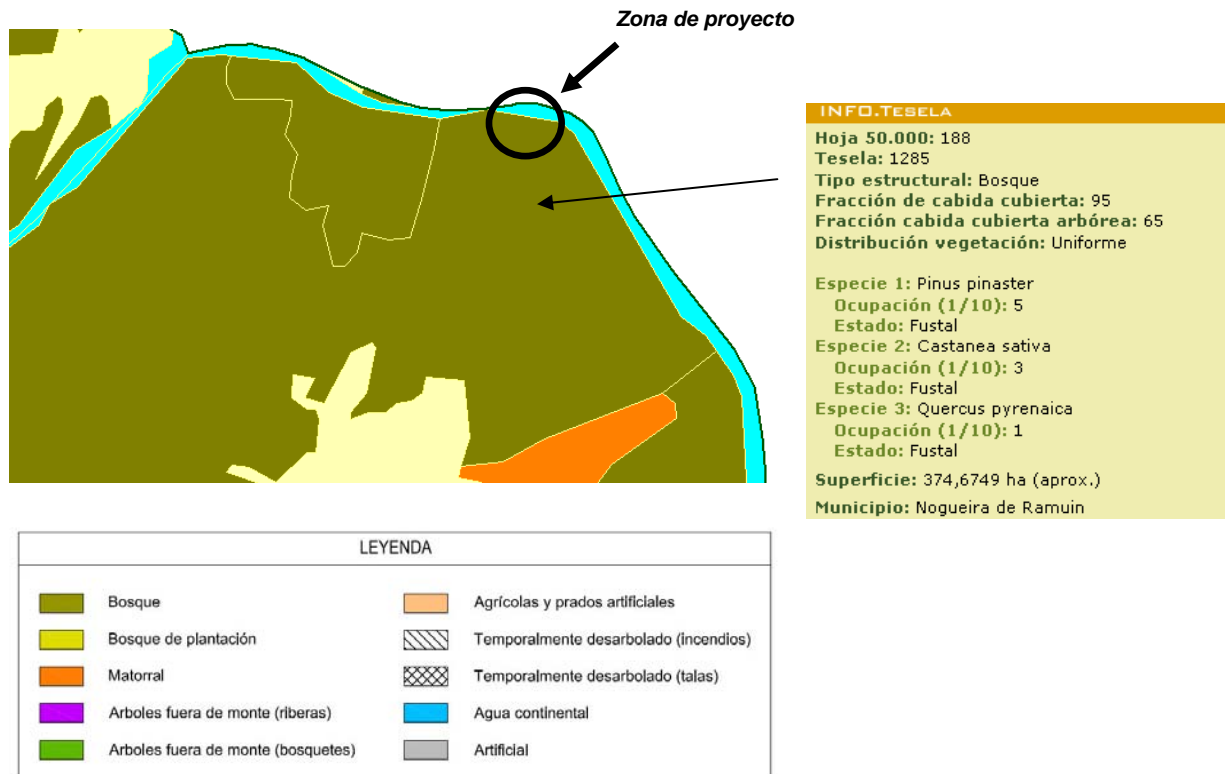 Zona de proyecto
INFO.TESELA
Hoja 50.000: 188
Tesela: 1285
Tipo estructural: Bosque
Fracción de cabida cubierta: 95
Fracción cabida cubierta arbórea: 65
Distribución vegetación: Uniforme
Especie 1: Pinus pinaster
Ocupación (1/10): 5
Estado: Fustal
Especie 2: Castanea sativa
Ocupación (1/10): 3
Estado: Fustal
Especie 3: Quercus pyrenaica
Ocupación (1/10): 1
Estado: Fustal
Superficie: 374,6749 ha (aprox.)
Municipio: Nogueira de Ramuin
LEYENDA
Bosque
Bosque de plantación
Matorral
Arboles fuera de monte (riberas)
Arboles fuera de monte (bosquetes)
Agrícolas y prados artificiales
Temporalmente desarbolado (incendios)
Temporalmente desarbolado (talas)
Agua continental
Artificial